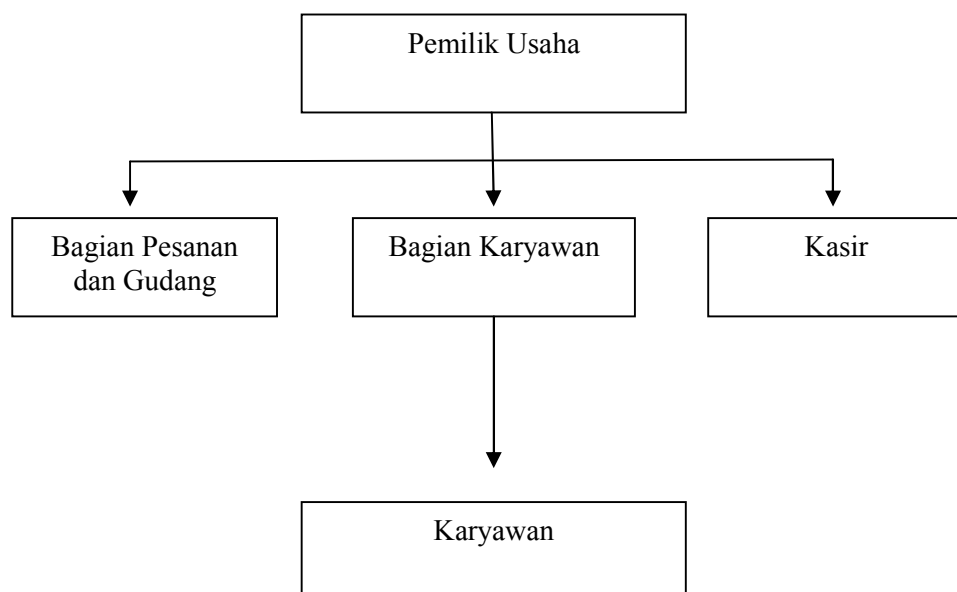 Pemilik Usaha
Bagian Pesanan
dan Gudang
Bagian Karyawan
Kasir
Karyawan